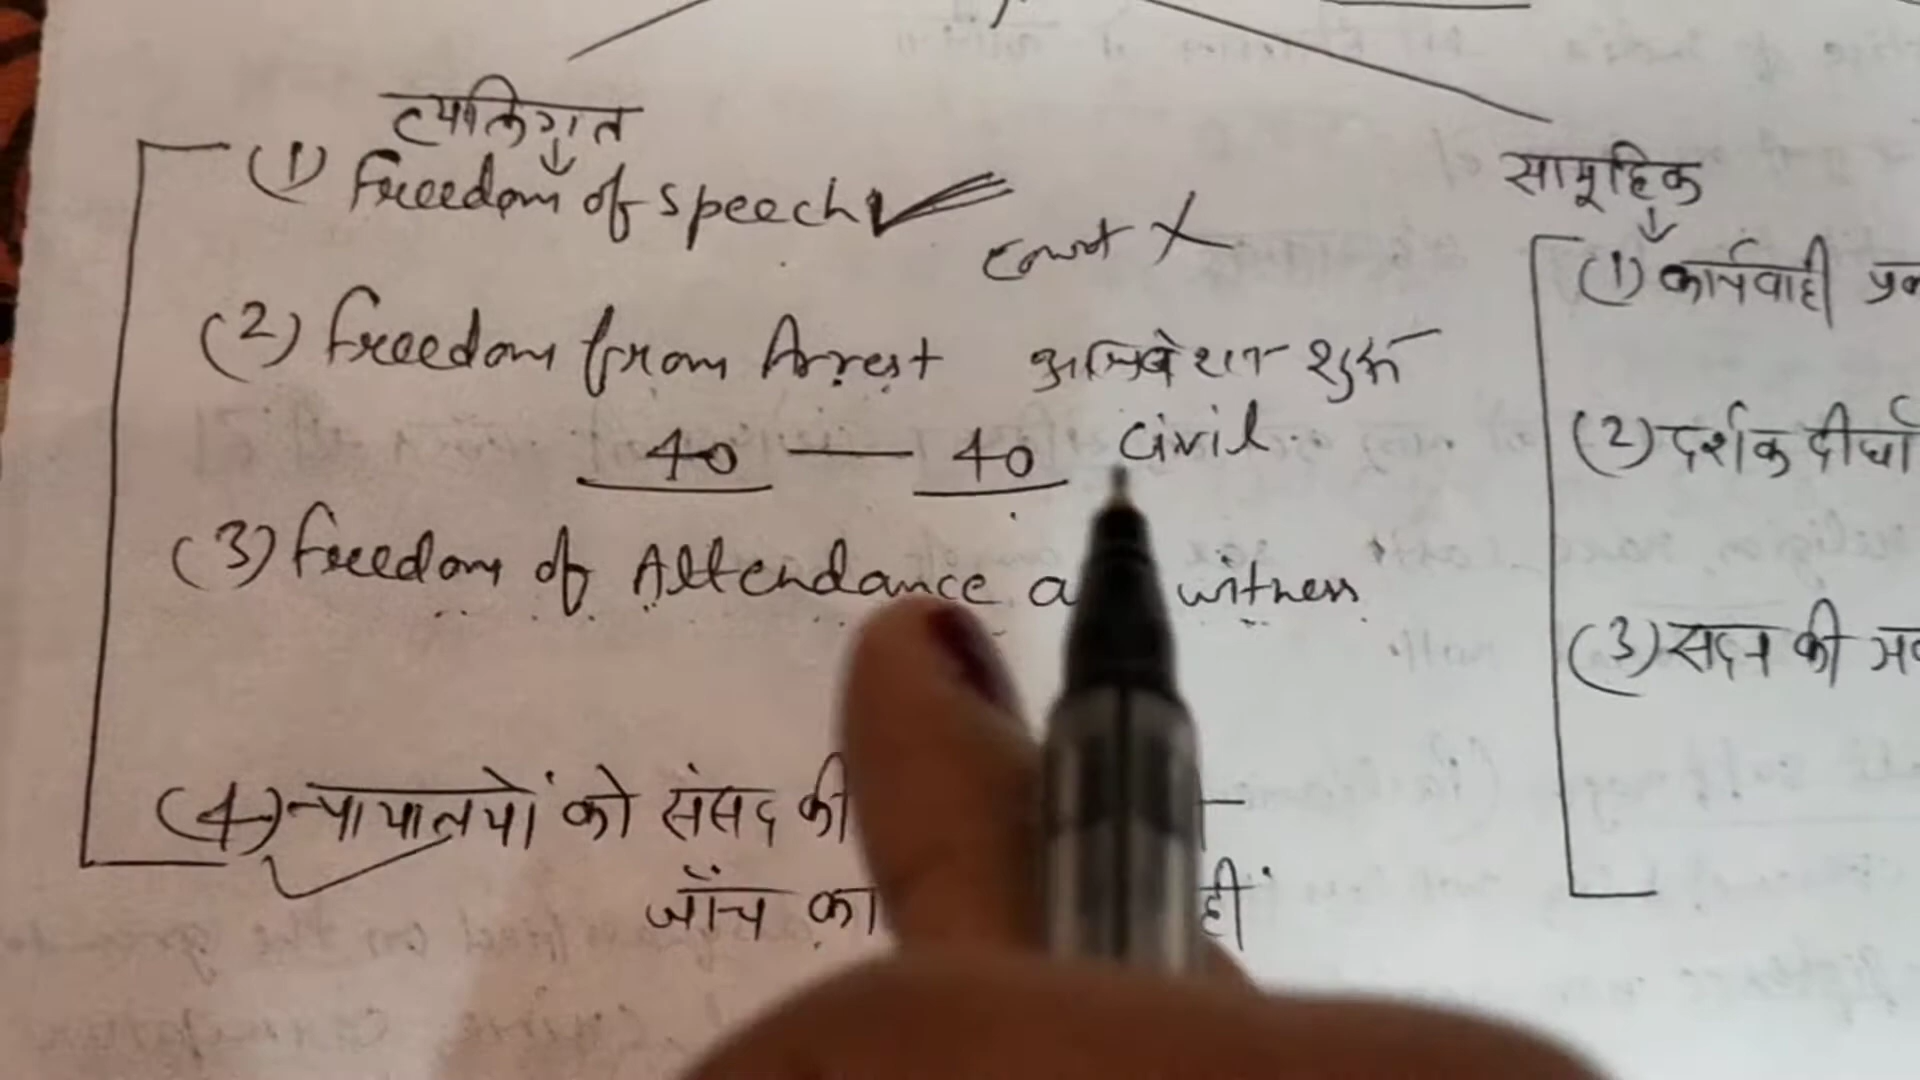 व्यक्तिगत
(1) Freedom of speech
court X
(2) Freedom from Arrest अधिवेशन शुरू
40 — 40 civil
(3) Freedom of Attendance a witness
(4) न्यायालयों को संसद की
जाँच का ही
सामूहिक
(1) कार्यवाही
(2) दर्शक दीर्घा
(3) सदन की